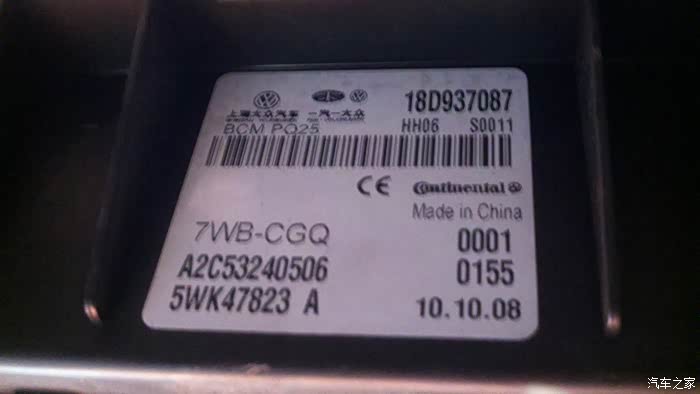 18D937087
上海大众汽车 一汽-大众
BCM PQ25 HH06 S0011
CE Continental
Made in China
7WB-CGQ 0001
A2C53240506 0155
5WK47823 A 10.10.08
汽车之家